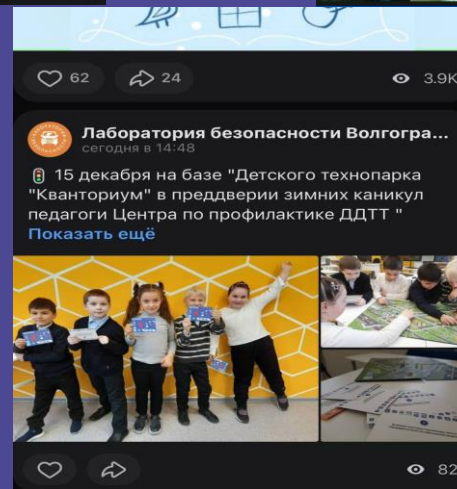 62
24
3.9K
Лаборатория безопасности Волгогра...
сегодня в 14:48
15 декабря на базе "Детского технопарка
"Кванториум" в преддверии зимних каникул
педагоги Центра по профилактике ДДТТ "
Показать ещё
82